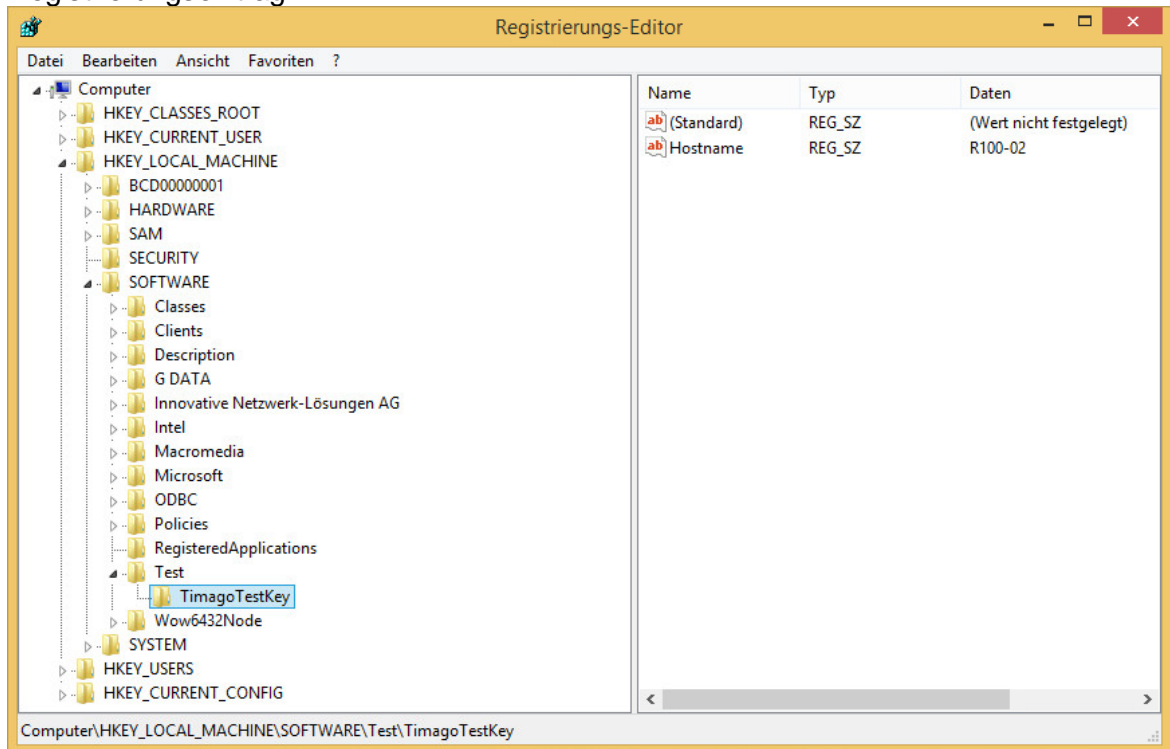 Registrierungs-Editor
Datei Bearbeiten Ansicht Favoriten ?
Computer
HKEY_CLASSES_ROOT
HKEY_CURRENT_USER
HKEY_LOCAL_MACHINE
BCD00000001
HARDWARE
SAM
SECURITY
SOFTWARE
Classes
Clients
Description
G DATA
Innovative Netzwerk-Lösungen AG
Intel
Macromedia
Microsoft
ODBC
Policies
RegisteredApplications
Test
TimagoTestKey
Wow6432Node
SYSTEM
HKEY_USERS
HKEY_CURRENT_CONFIG
Name Typ Daten
(Standard) REG_SZ (Wert nicht festgelegt)
Hostname REG_SZ R100-02
Computer\HKEY_LOCAL_MACHINE\SOFTWARE\Test\TimagoTestKey